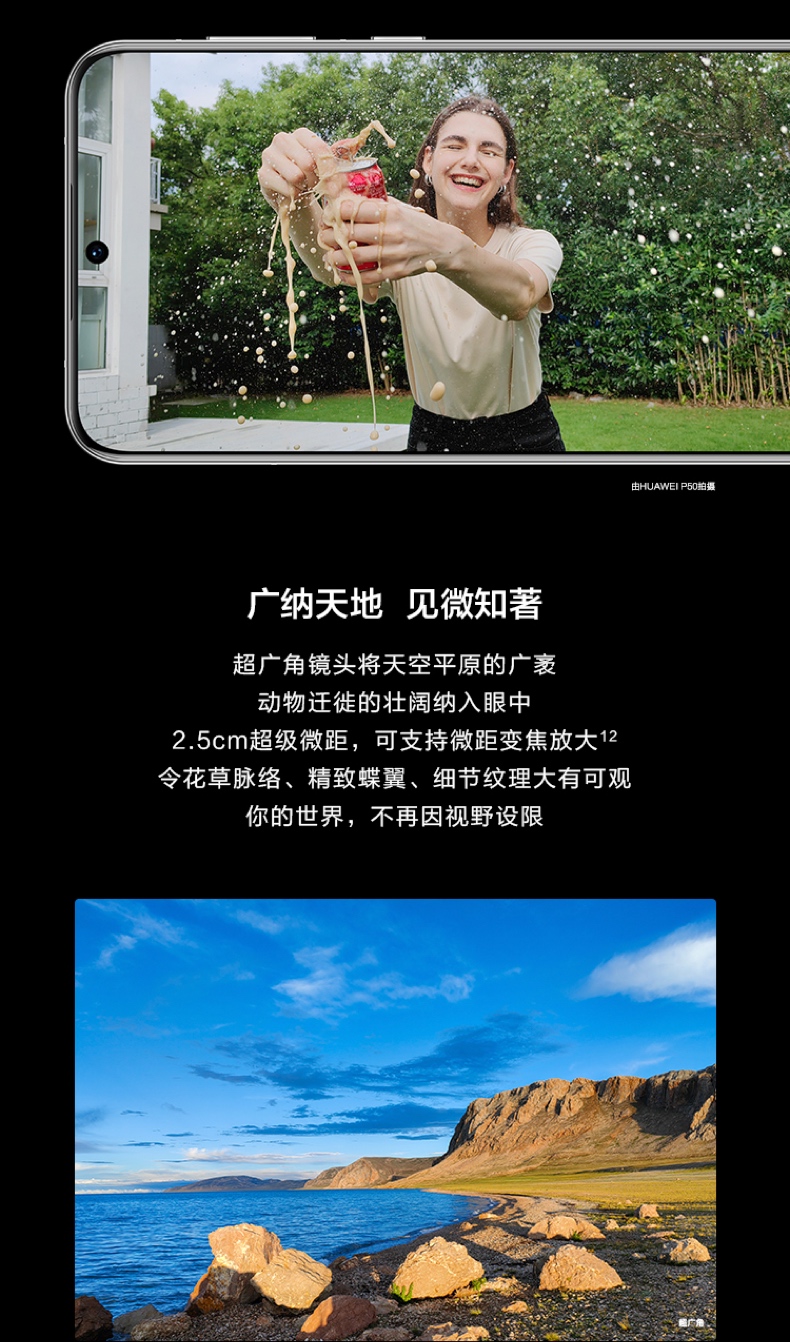 由HUAWEI P50拍摄
广纳天地 见微知著
超广角镜头将天空平原的广袤
动物迁徙的壮阔纳入眼中
2.5cm超级微距，可支持微距变焦放大12
令花草脉络、精致蝶翼、细节纹理大有可观
你的世界，不再因视野设限
超广角